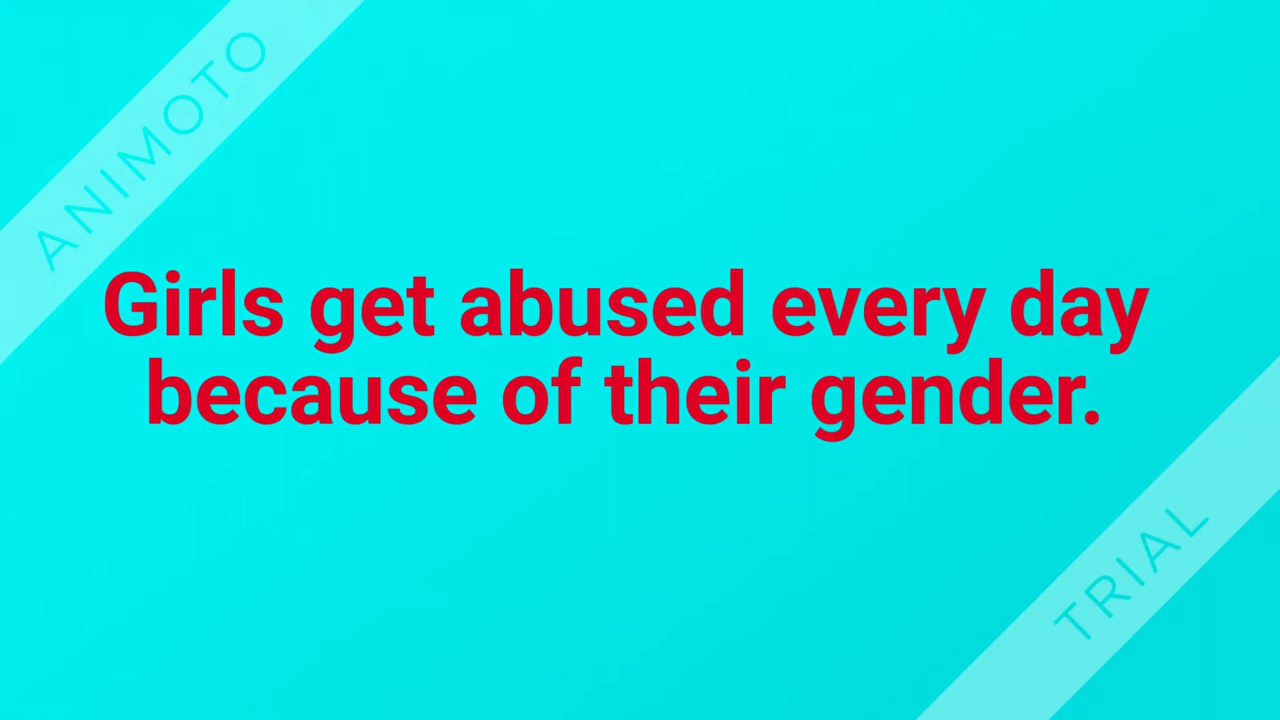 ANIMOTO
Girls get abused every day
because of their gender.
TRIAL